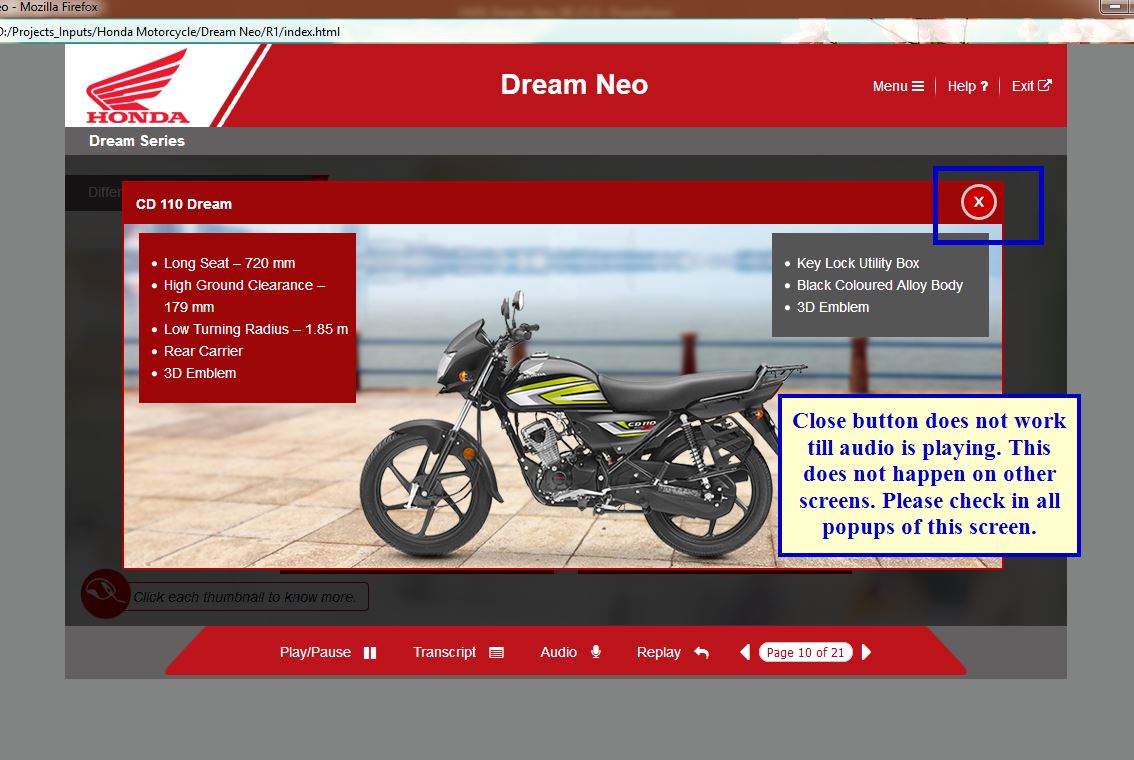 eo - Mozilla Firefox
D:/Projects_Inputs/Honda Motorcycle/Dream Neo/R1/index.html
HONDA
Dream Neo
Menu
Help ?
Exit
Dream Series
Differ
CD 110 Dream
X
Long Seat – 720 mm
High Ground Clearance –
179 mm
Low Turning Radius – 1.85 m
Rear Carrier
3D Emblem
Key Lock Utility Box
Black Coloured Alloy Body
3D Emblem
HONDA
CD 110
Close button does not work
till audio is playing. This
does not happen on other
screens. Please check in all
popups of this screen.
Click each thumbnail to know more.
Play/Pause
Transcript
Audio
Replay
Page 10 of 21